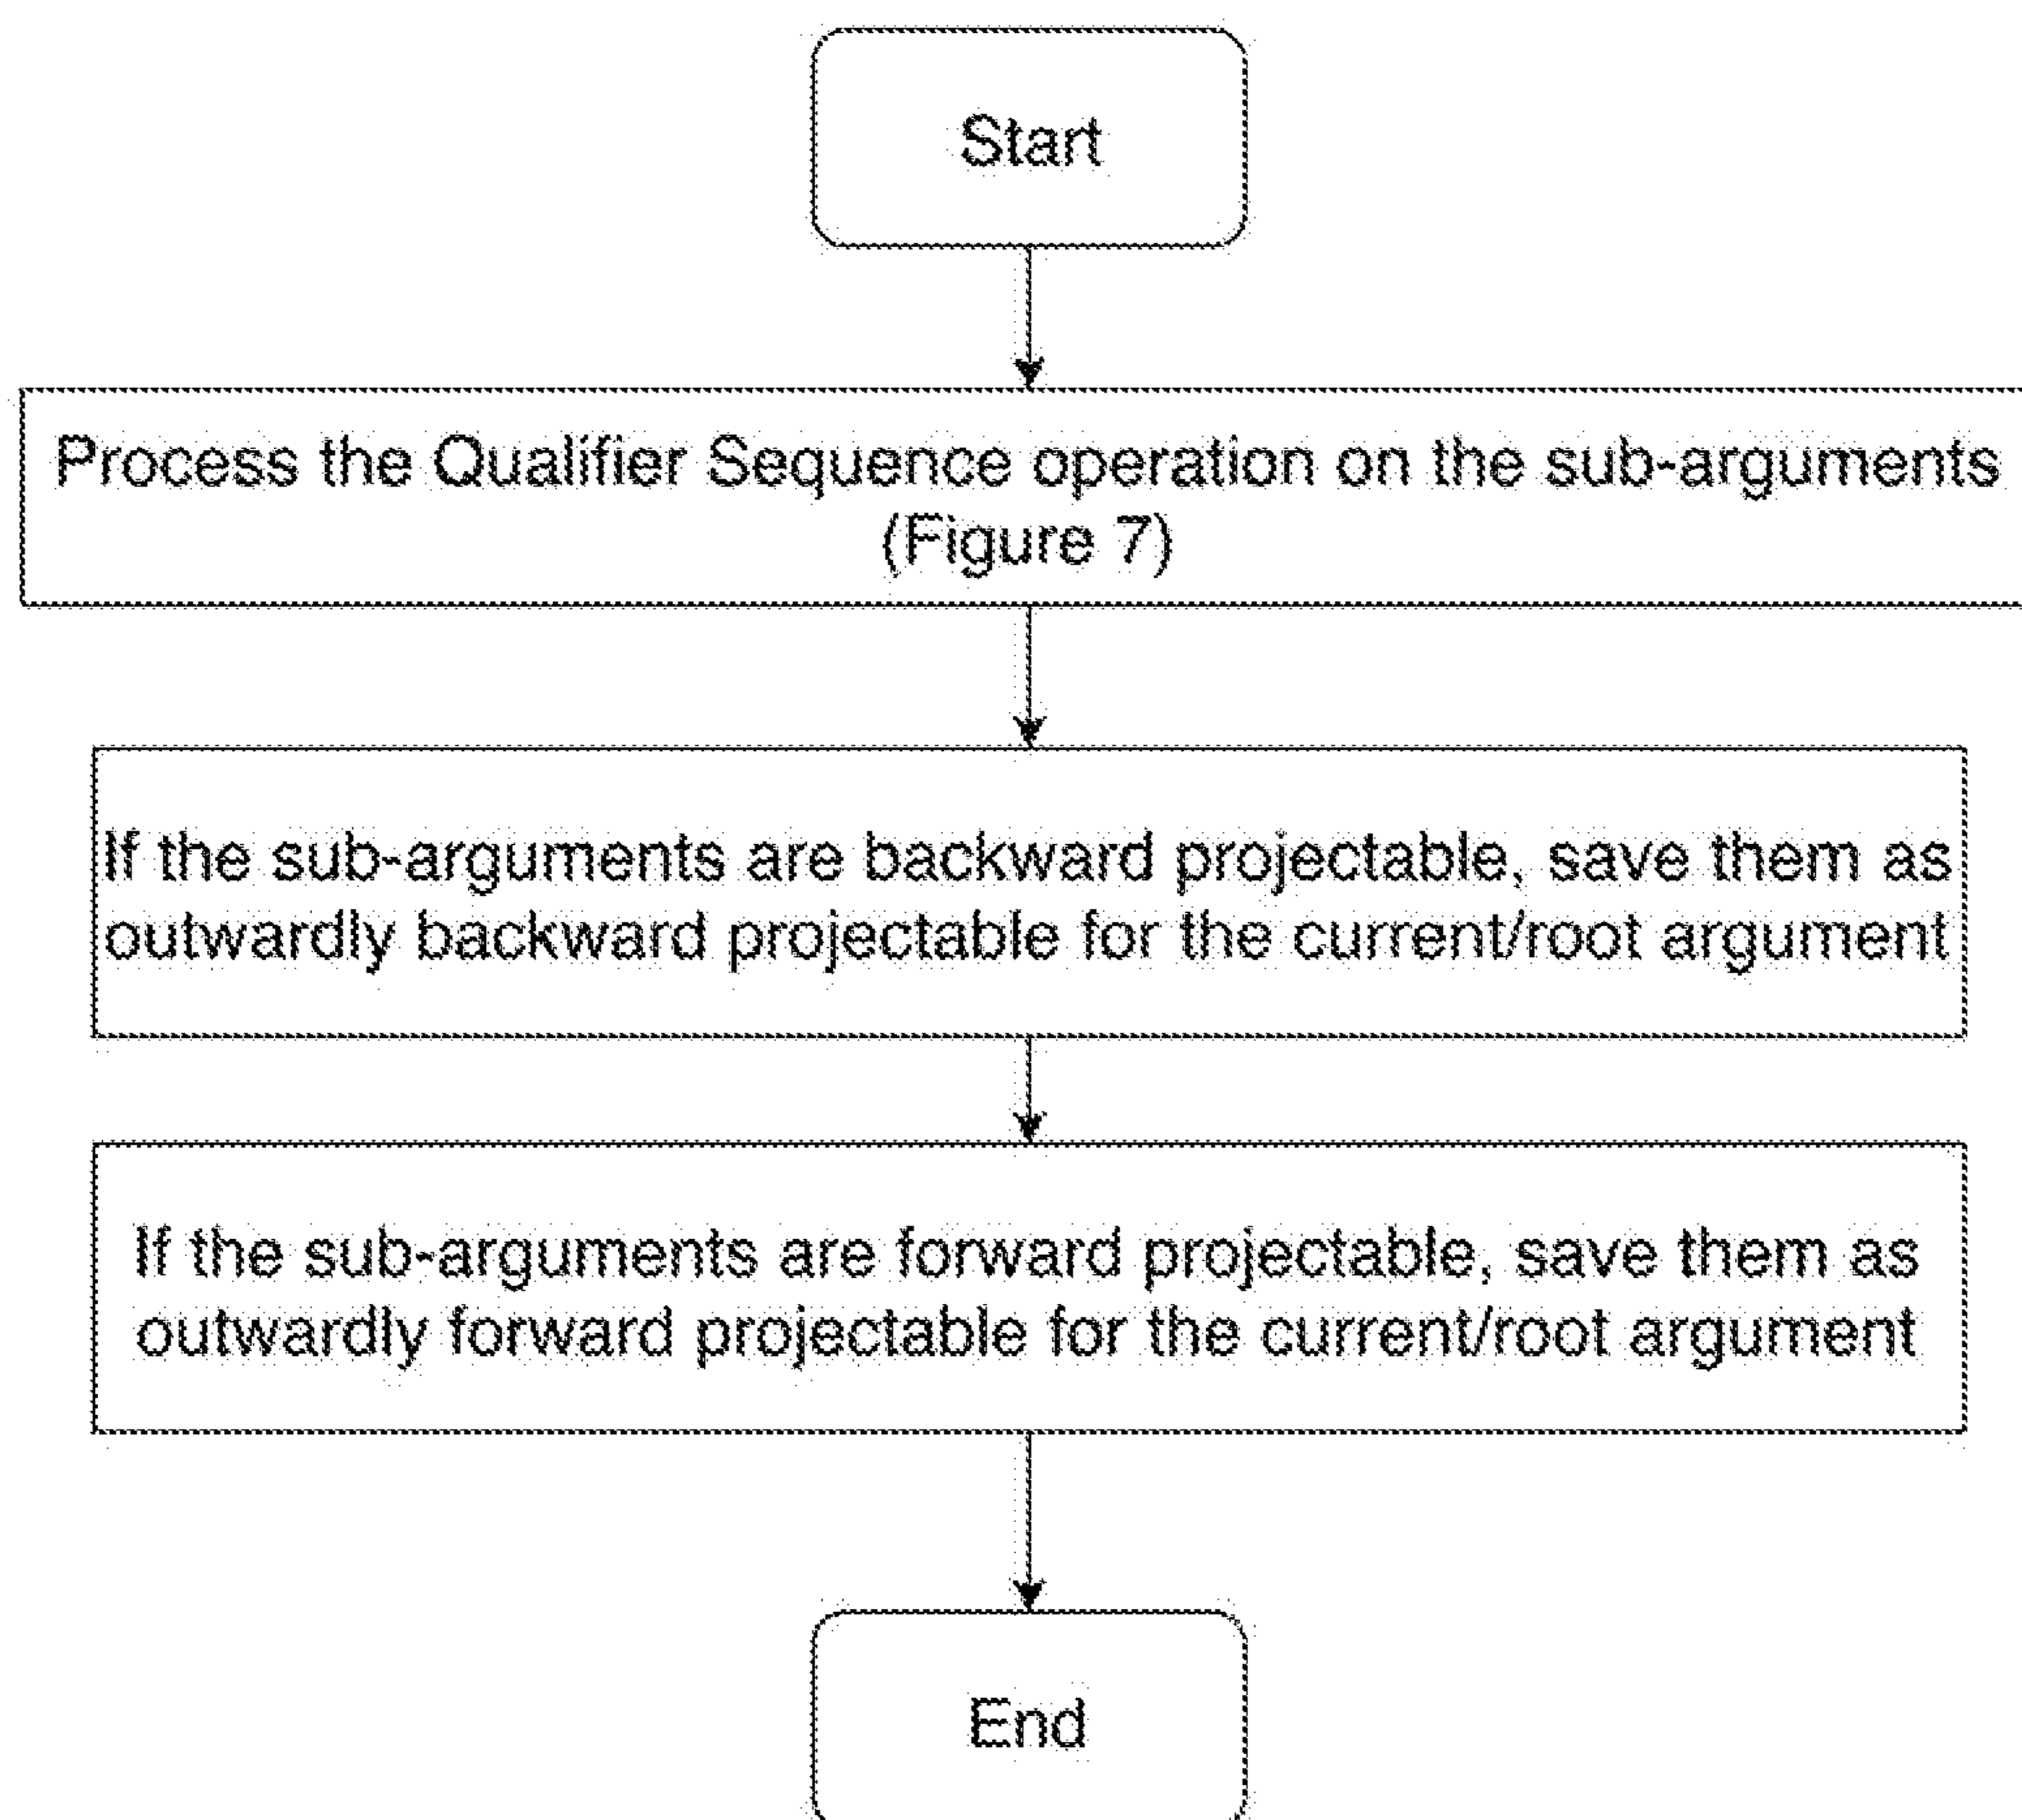 Start
Process the Qualifier Sequence operation on the sub-arguments
(Figure 7)
If the sub-arguments are backward projectable, save them as
outwardly backward projectable for the current/root argument
If the sub-arguments are forward projectable, save them as
outwardly forward projectable for the current/root argument
End